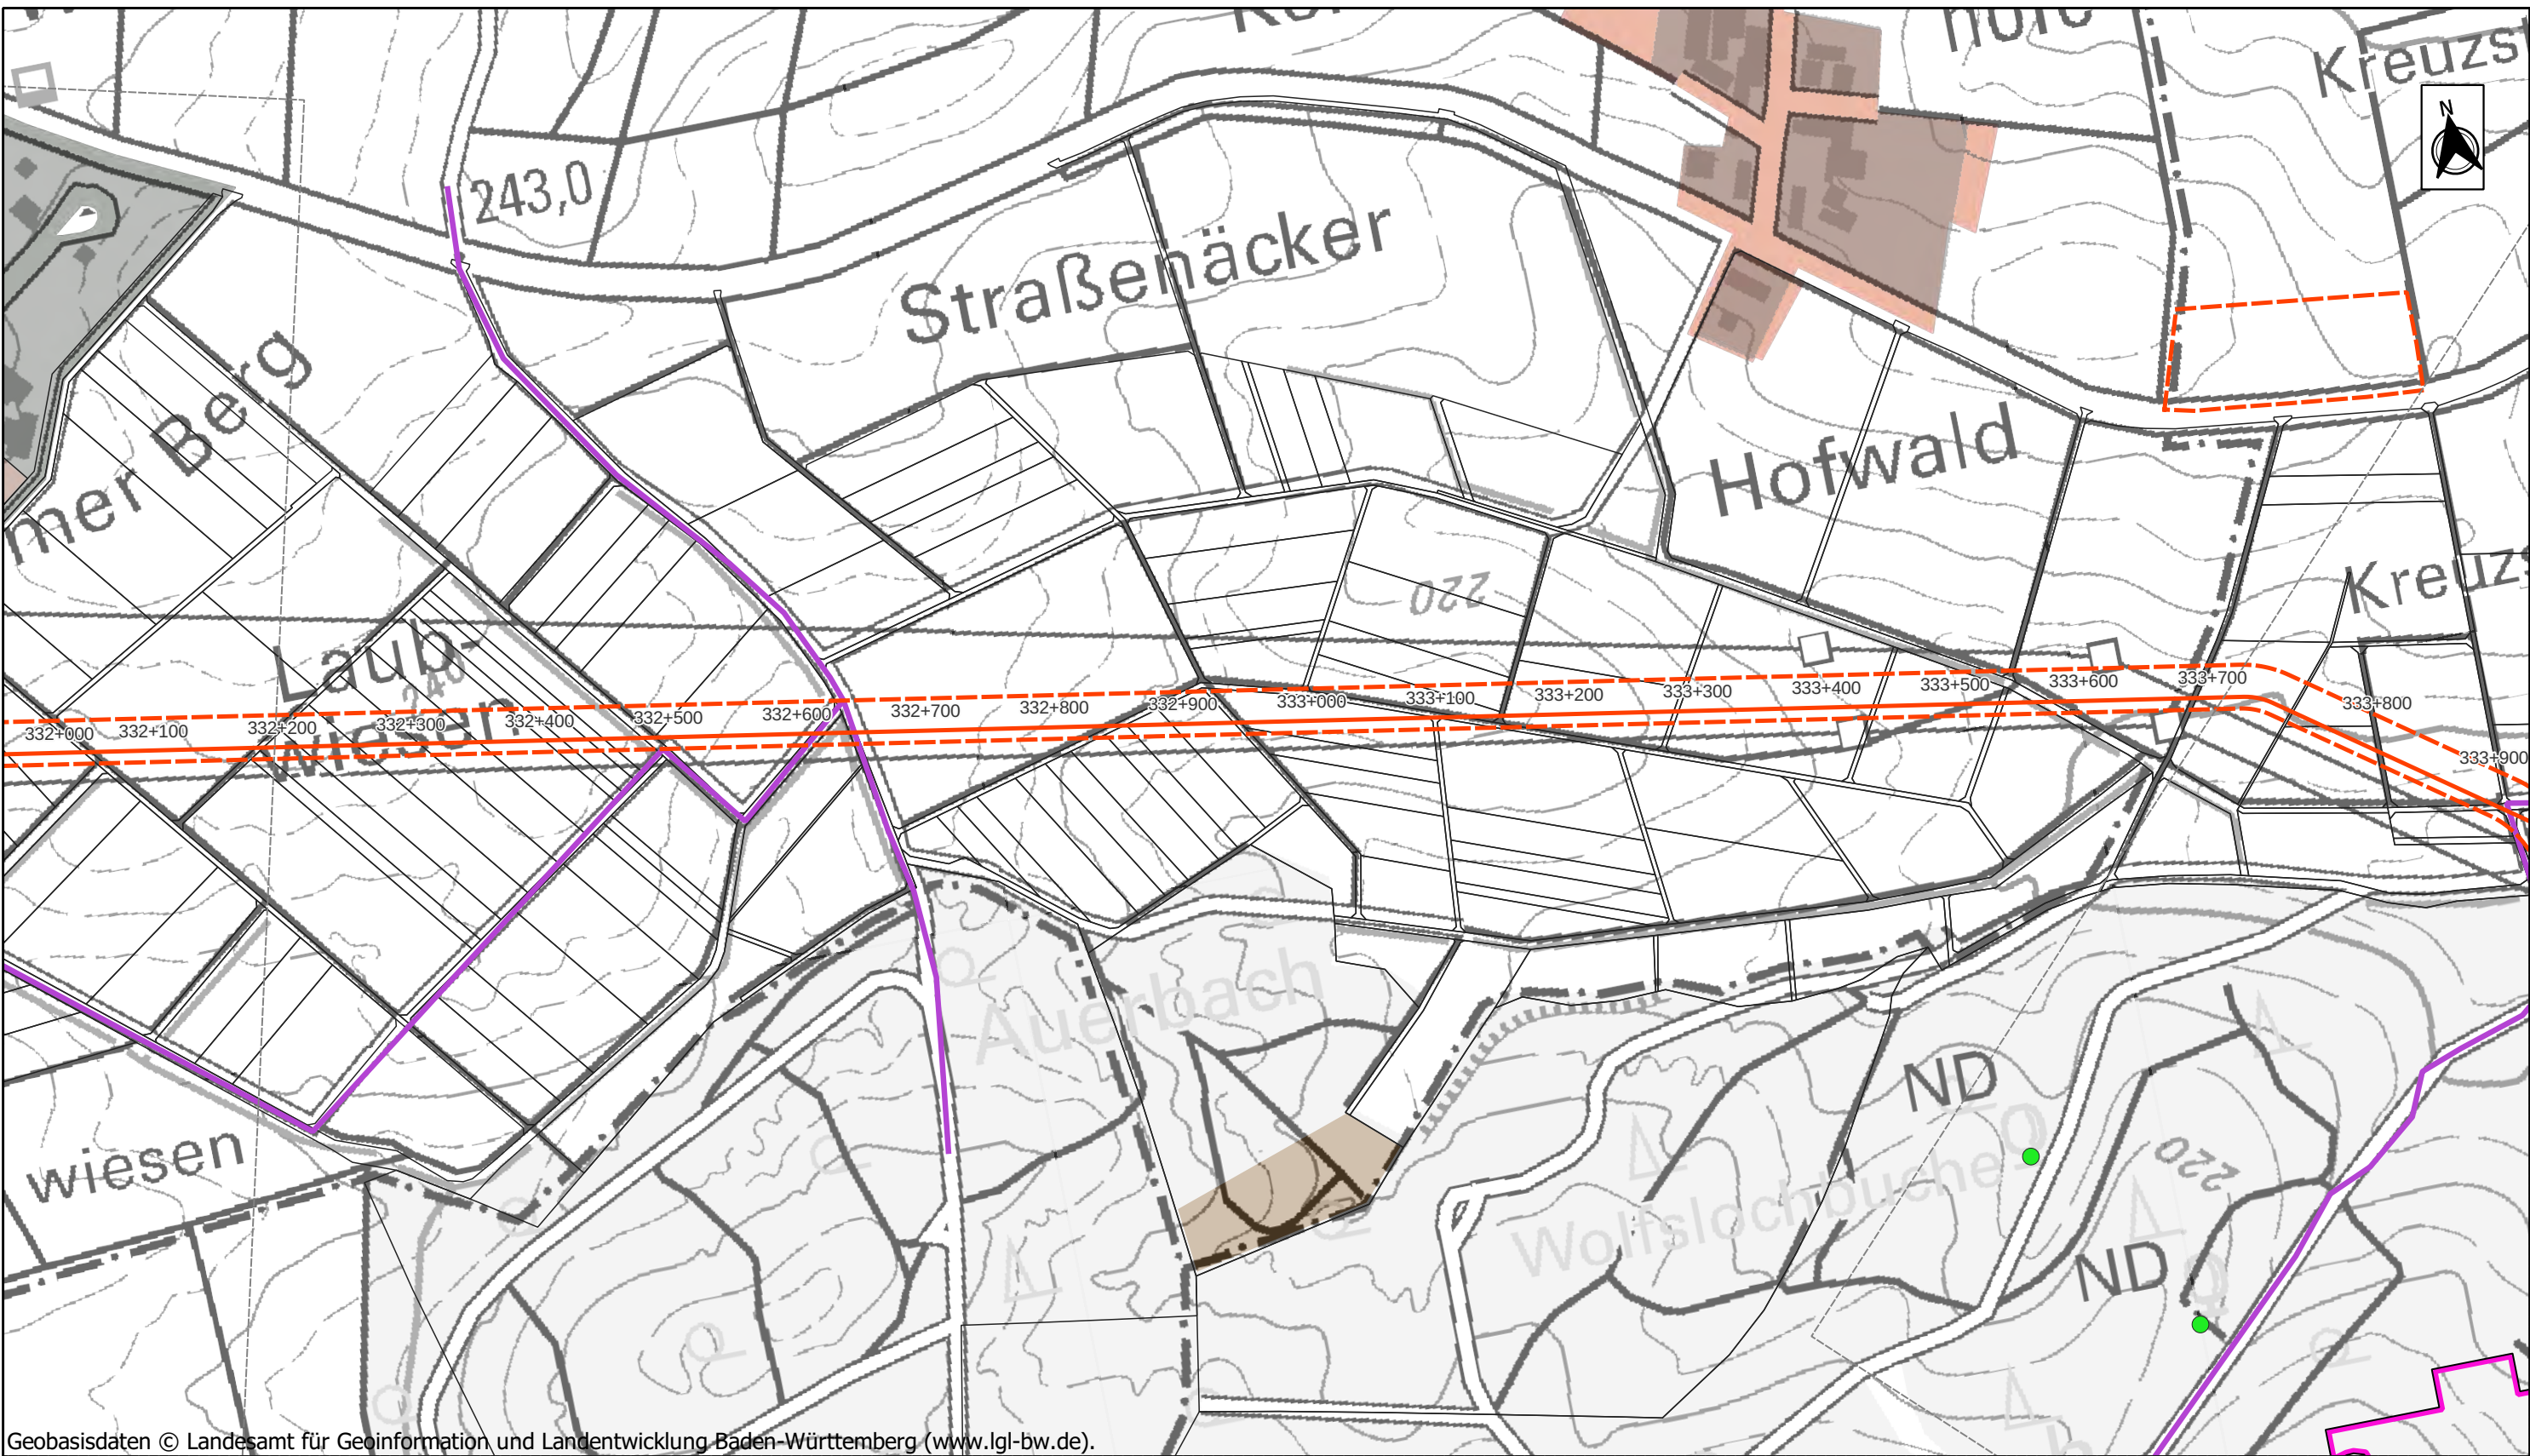 Kreuzs
N
243,0
Straßenäcker
mer Berg
Hofwald
Kreuzs
220
Laub-
wiesen
240
332+000
332+100
332+200
332+300
332+400
332+500
332+600
332+700
332+800
332+900
333+000
333+100
333+200
333+300
333+400
333+500
333+600
333+700
333+800
333+900
Auerbach
ND
wiesen
220
Wolfslochbuche
ND
Geobasisdaten © Landesamt für Geoinformation und Landentwicklung Baden-Württemberg (www.lgl-bw.de).